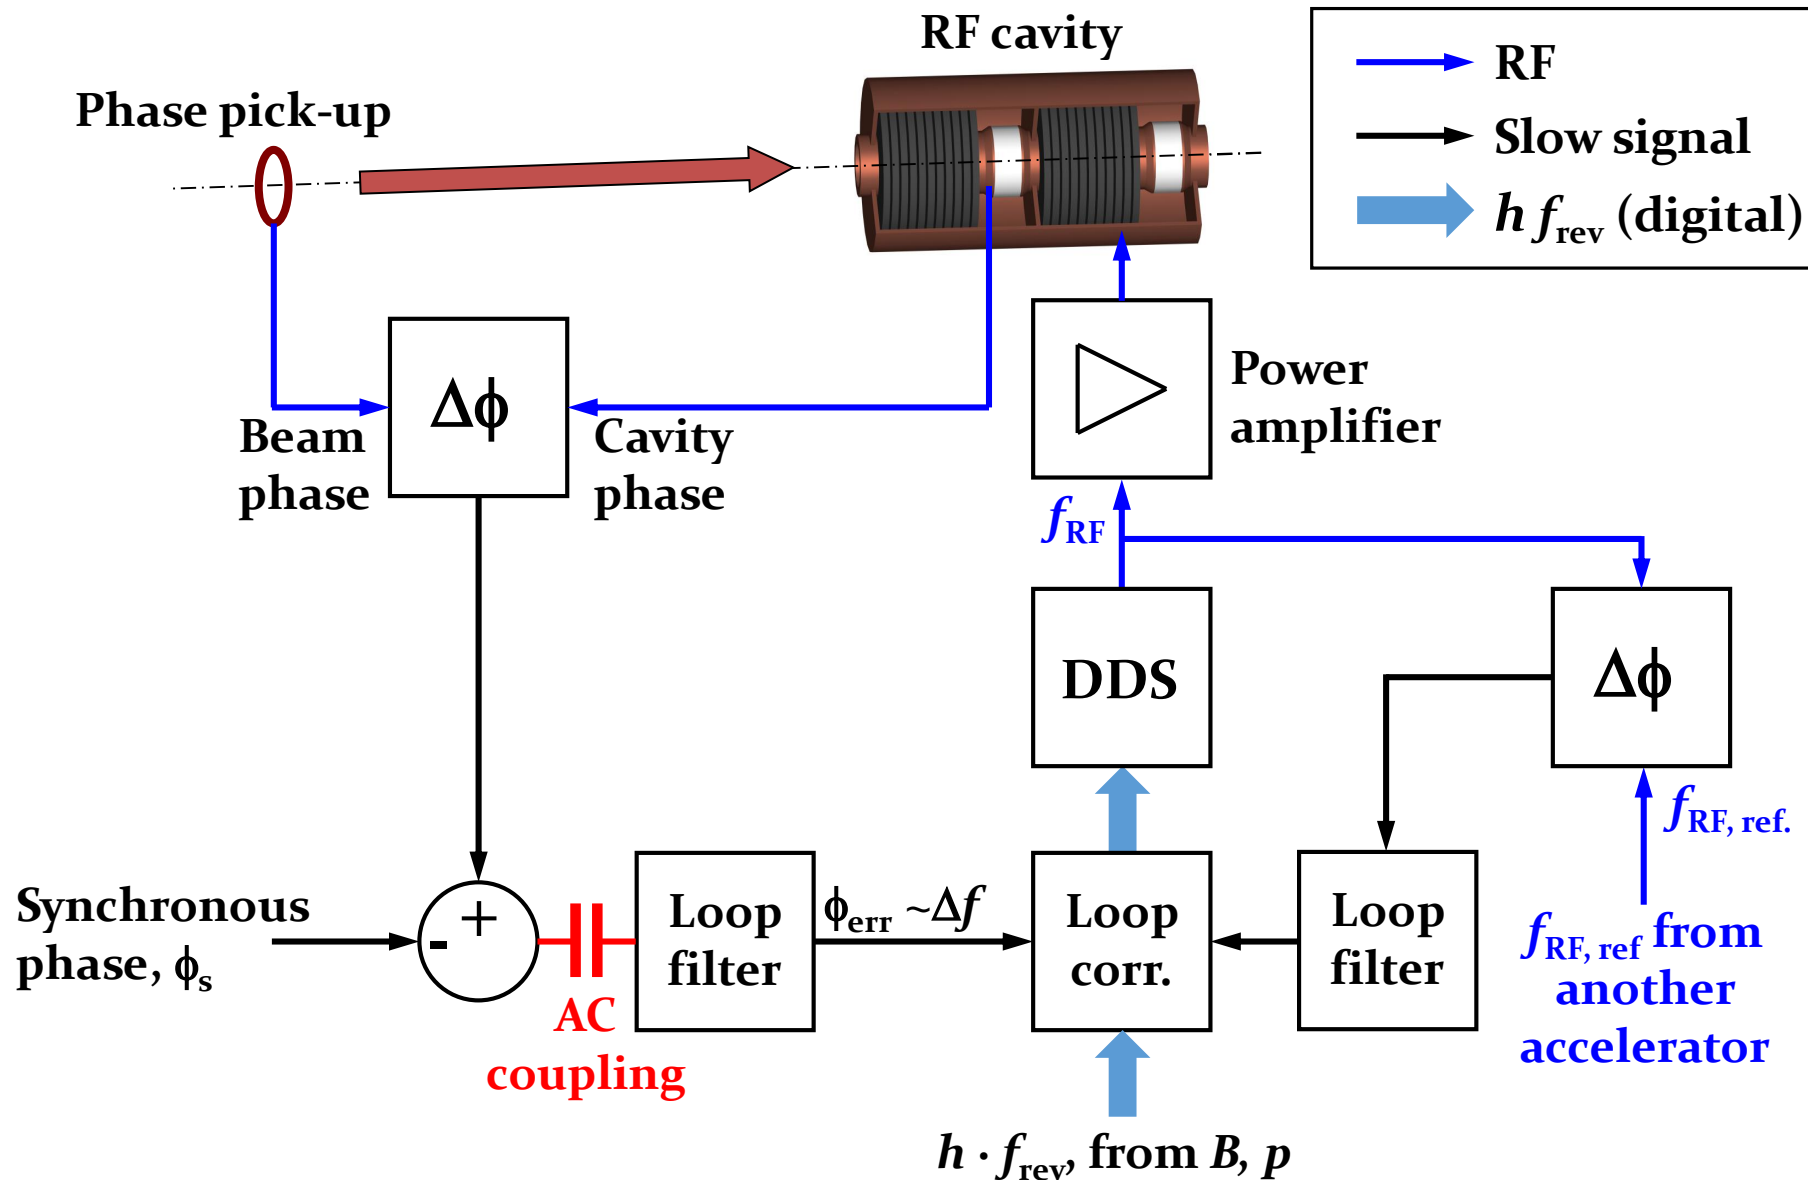 RF cavity
Phase pick-up
RF
Slow signal
h f_rev (digital)
Δϕ
Beam
phase
Cavity
phase
Power
amplifier
f_RF
DDS
Δϕ
f_RF, ref.
Synchronous
phase, ϕ_s
+
-
AC
coupling
Loop
filter
ϕ_err ~Δf
Loop
corr.
Loop
filter
f_RF, ref from
another
accelerator
h · f_rev, from B, p